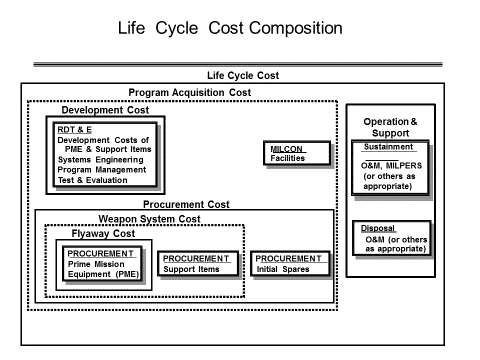 Life Cycle Cost Composition
Life Cycle Cost
Program Acquisition Cost
Development Cost
RDT & E
Development Costs of
PME & Support Items
Systems Engineering
Program Management
Test & Evaluation
MILCON
Facilities
Operation &
Support
Sustainment
O&M, MILPERS
(or others as
appropriate)
Disposal
O&M (or others
as appropriate)
Procurement Cost
Weapon System Cost
Flyaway Cost
PROCUREMENT
Prime Mission
Equipment (PME)
PROCUREMENT
Support Items
PROCUREMENT
Initial Spares